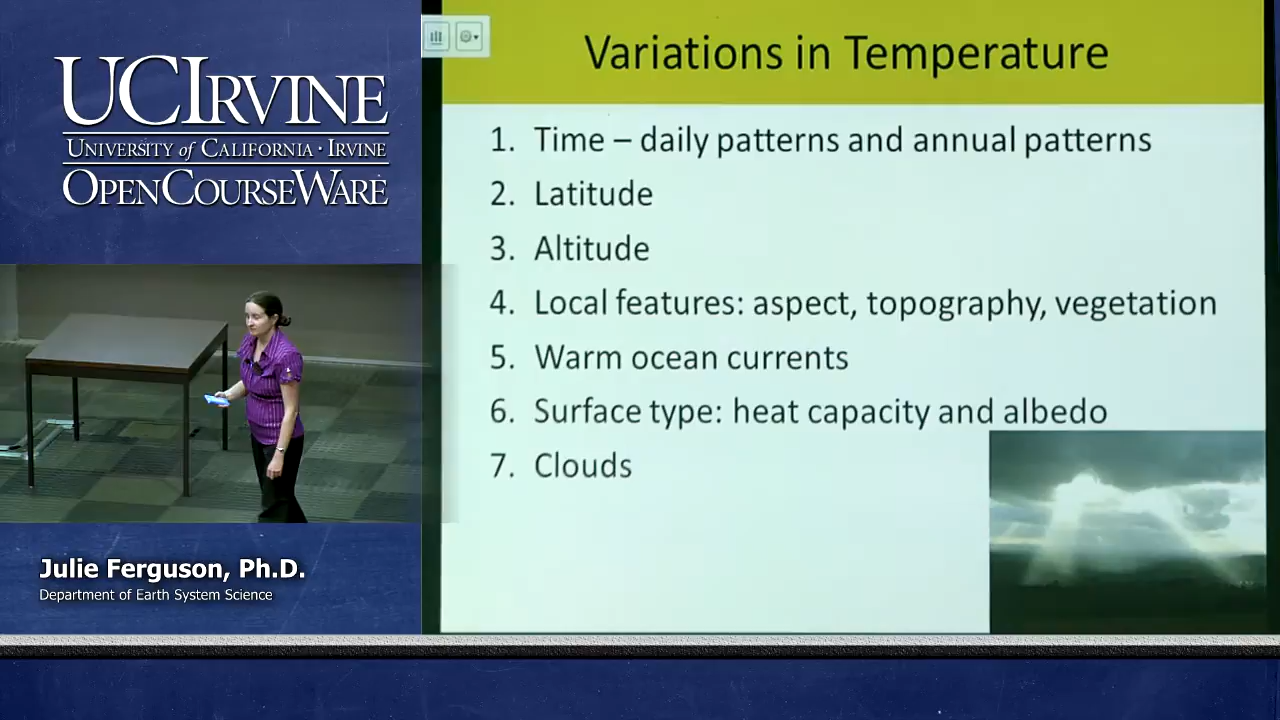 UCIRVINE
UNIVERSITY of CALIFORNIA · IRVINE
OPENCOURSEWARE
Variations in Temperature
1. Time – daily patterns and annual patterns
2. Latitude
3. Altitude
4. Local features: aspect, topography, vegetation
5. Warm ocean currents
6. Surface type: heat capacity and albedo
7. Clouds
Julie Ferguson, Ph.D.
Department of Earth System Science